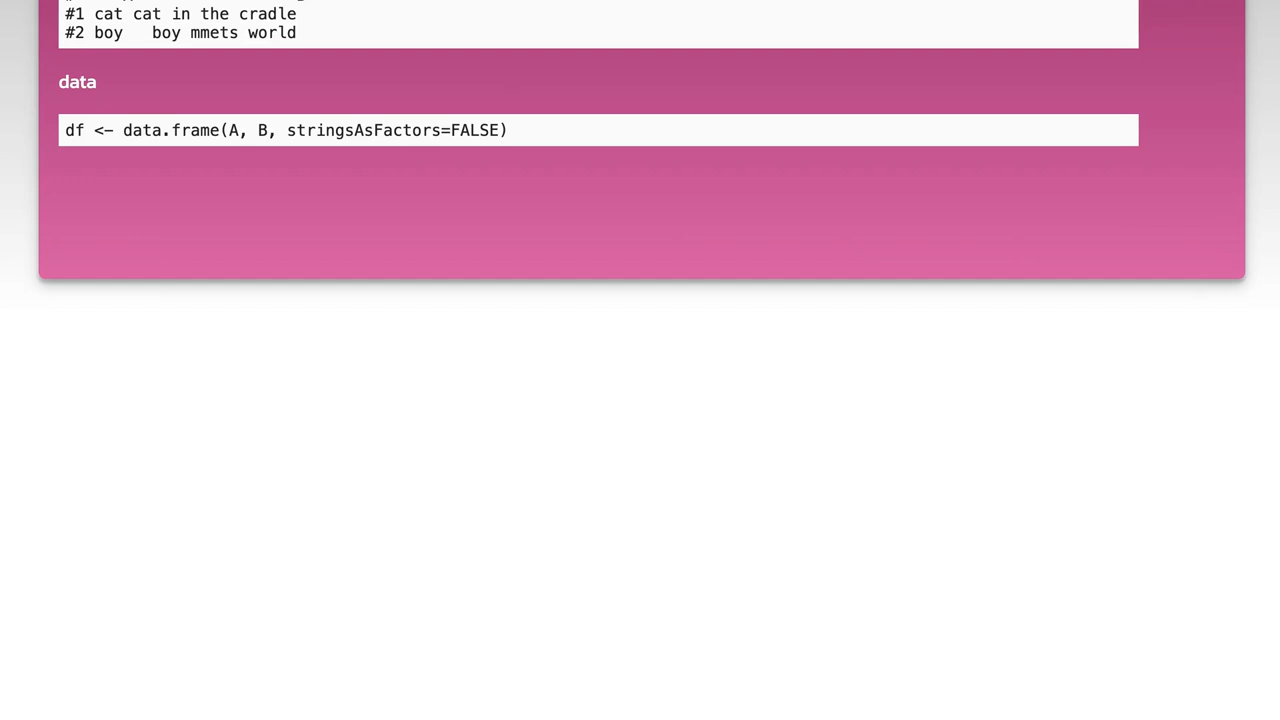 #1 cat cat in the cradle
#2 boy   boy mmets world
data
df <- data.frame(A, B, stringsAsFactors=FALSE)